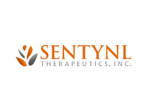 SENTYNL
THERAPEUTICS, INC.